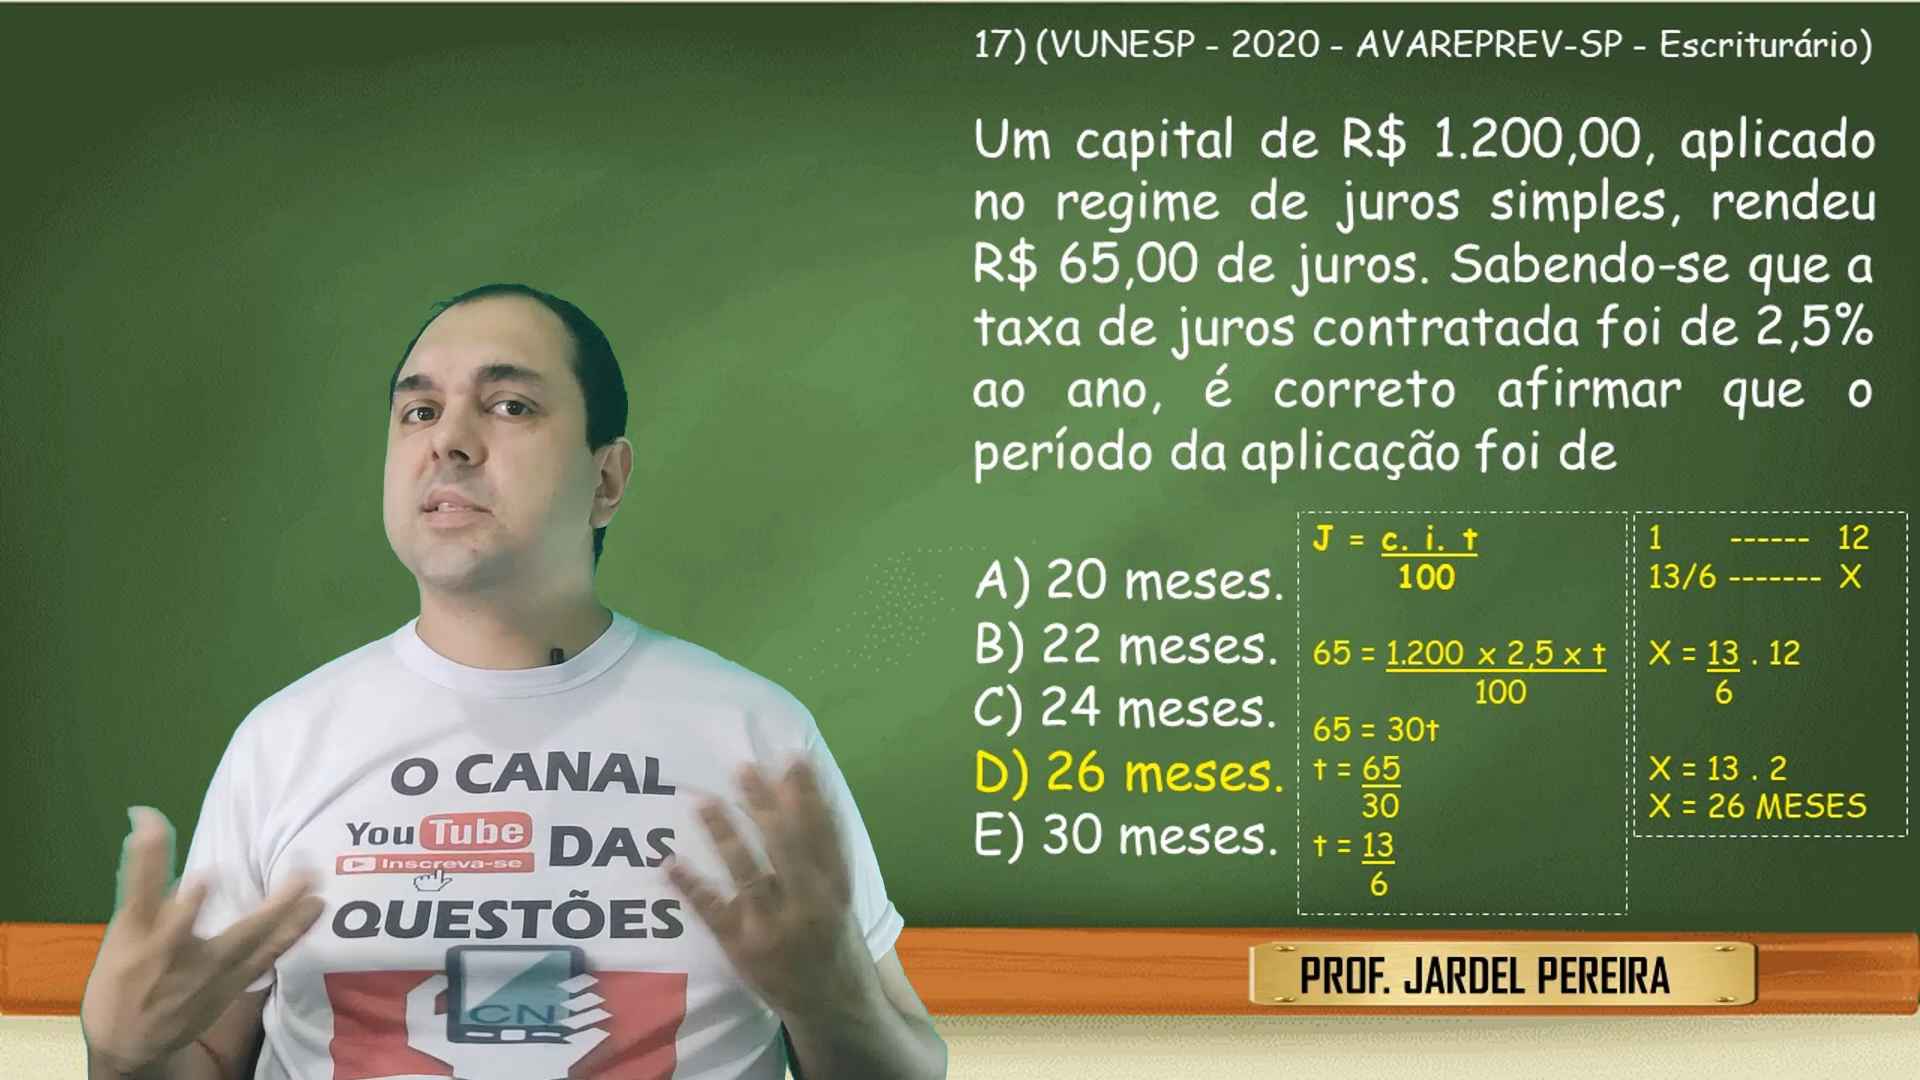 17) (VUNESP - 2020 - AVAREPREV-SP - Escriturário)
Um capital de R$ 1.200,00, aplicado
no regime de juros simples, rendeu
R$ 65,00 de juros. Sabendo-se que a
taxa de juros contratada foi de 2,5%
ao ano, é correto afirmar que o
período da aplicação foi de
A) 20 meses.
B) 22 meses.
C) 24 meses.
D) 26 meses.
E) 30 meses.
J = c. i. t
100
65 = 1.200 x 2,5 x t
100
65 = 30t
t = 65
30
t = 13
6
1 ------ 12
13/6 ------- X
X = 13 . 12
6
X = 13 . 2
X = 26 MESES
O CANAL
YouTube
DAS
Inscreva-se
QUESTÕES
CN
PROF. JARDEL PEREIRA